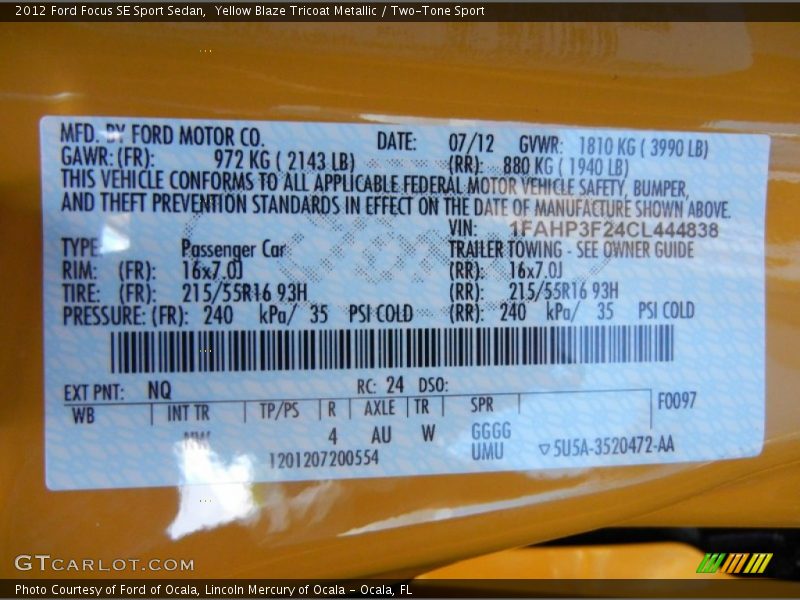 2012 Ford Focus SE Sport Sedan,  Yellow Blaze Tricoat Metallic / Two-Tone Sport
MFD. BY FORD MOTOR CO. DATE: 07/12 GVWR: 1810 KG ( 3990 LB)
GAWR: (FR): 972 KG ( 2143 LB) (RR): 880 KG ( 1940 LB)
THIS VEHICLE CONFORMS TO ALL APPLICABLE FEDERAL MOTOR VEHICLE SAFETY, BUMPER,
AND THEFT PREVENTION STANDARDS IN EFFECT ON THE DATE OF MANUFACTURE SHOWN ABOVE.
VIN: 1FAHP3F24CL444838
TYPE: Passenger Car TRAILER TOWING - SEE OWNER GUIDE
RIM: (FR): 16x7.0J (RR): 16x7.0J
TIRE: (FR): 215/55R16 93H (RR): 215/55R16 93H
PRESSURE: (FR): 240 kPa/ 35 PSI COLD (RR): 240 kPa/ 35 PSI COLD
EXT PNT: NQ RC: 24 DSO:
WB INT TR TP/PS R AXLE TR SPR F0097
4 AU W GGGG
UMU
1201207200554 ▽5U5A-3520472-AA
GTCARLOT.COM
Photo Courtesy of Ford of Ocala, Lincoln Mercury of Ocala - Ocala, FL